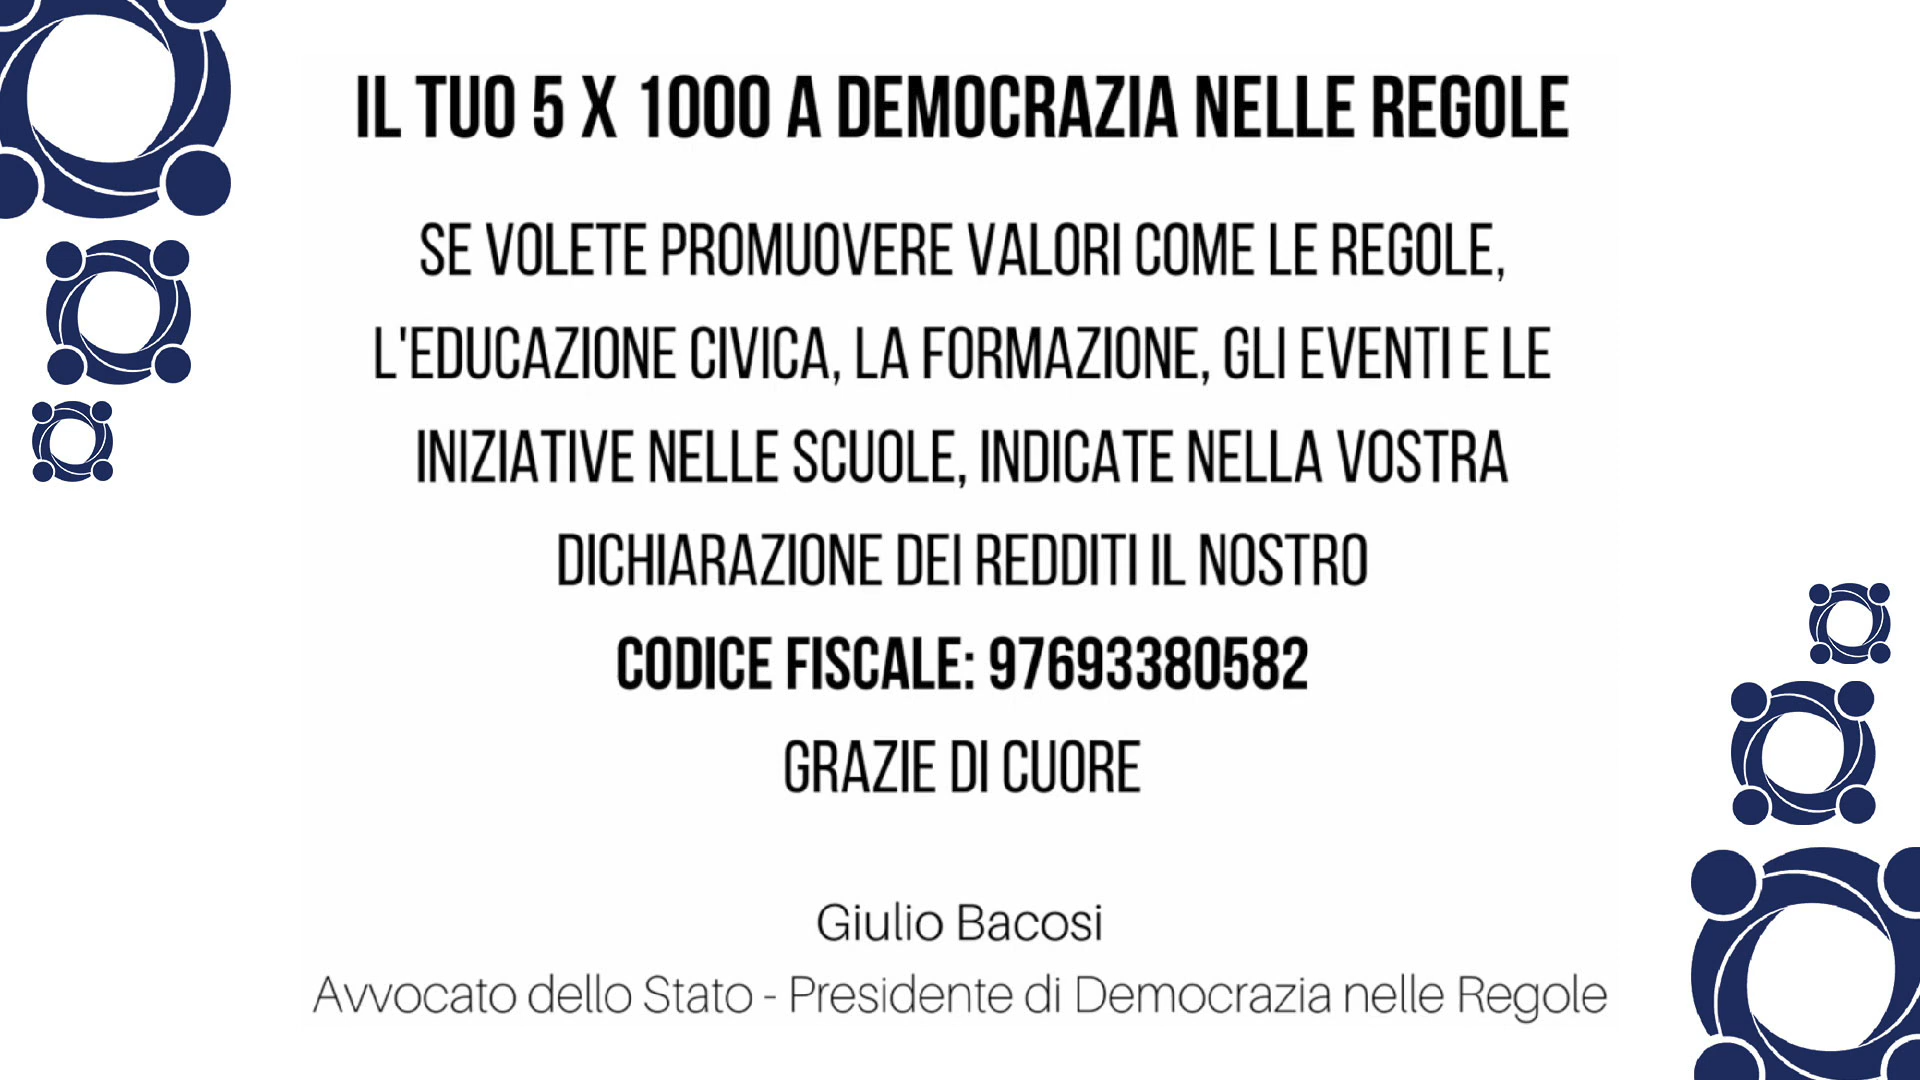 IL TUO 5 X 1000 A DEMOCRAZIA NELLE REGOLE
SE VOLETE PROMUOVERE VALORI COME LE REGOLE,
L'EDUCAZIONE CIVICA, LA FORMAZIONE, GLI EVENTI E LE
INIZIATIVE NELLE SCUOLE, INDICATE NELLA VOSTRA
DICHIARAZIONE DEI REDDITI IL NOSTRO
CODICE FISCALE: 97693380582
GRAZIE DI CUORE
Giulio Bacosi
Avvocato dello Stato - Presidente di Democrazia nelle Regole